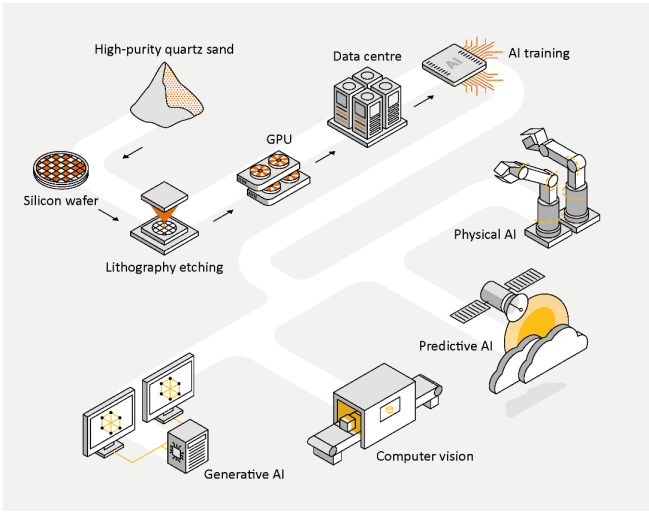 High-purity quartz sand
Silicon wafer
Lithography etching
GPU
Data centre
AI
AI training
Physical AI
Predictive AI
Computer vision
Generative AI